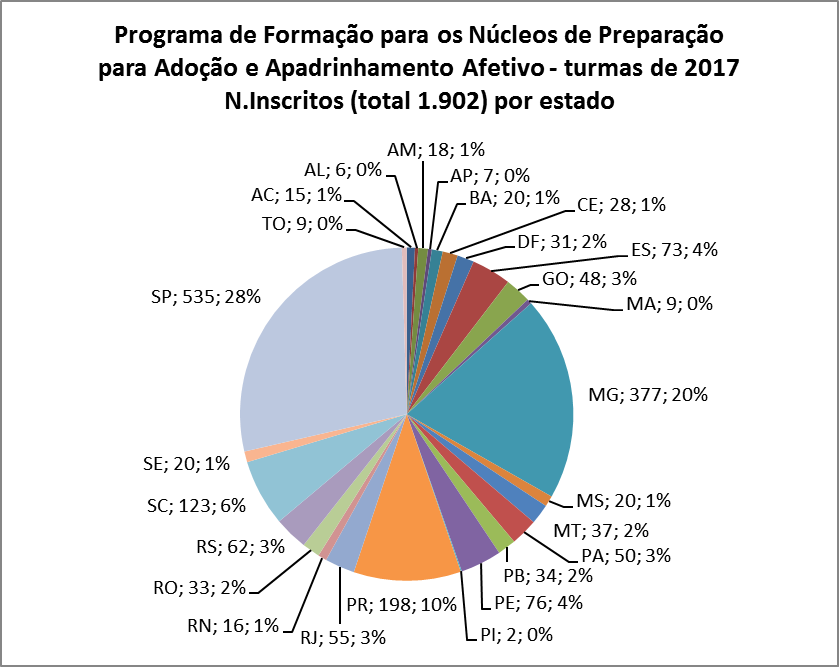 Programa de Formação para os Núcleos de Preparação
para Adoção e Apadrinhamento Afetivo - turmas de 2017
N.Inscritos (total 1.902) por estado
AM; 18; 1%
AL; 6; 0%
AP; 7; 0%
AC; 15; 1%
BA; 20; 1%
CE; 28; 1%
TO; 9; 0%
DF; 31; 2%
ES; 73; 4%
GO; 48; 3%
SP; 535; 28%
MA; 9; 0%
MG; 377; 20%
SE; 20; 1%
MS; 20; 1%
SC; 123; 6%
MT; 37; 2%
RS; 62; 3%
PA; 50; 3%
PB; 34; 2%
RO; 33; 2%
PR; 198; 10%
PE; 76; 4%
RN; 16; 1%
RJ; 55; 3%
PI; 2; 0%